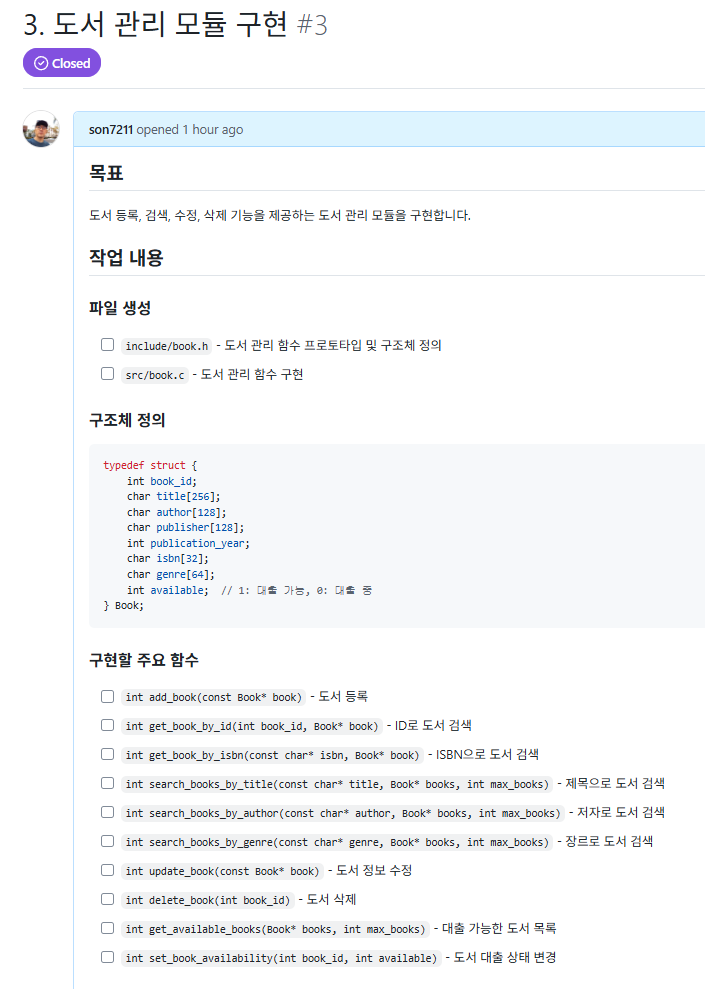 3. 도서 관리 모듈 구현 #3
Closed
son7211 opened 1 hour ago
목표
도서 등록, 검색, 수정, 삭제 기능을 제공하는 도서 관리 모듈을 구현합니다.
작업 내용
파일 생성
include/book.h - 도서 관리 함수 프로토타입 및 구조체 정의
src/book.c - 도서 관리 함수 구현
구조체 정의
typedef struct {
    int book_id;
    char title[256];
    char author[128];
    char publisher[128];
    int publication_year;
    char isbn[32];
    char genre[64];
    int available;  // 1: 대출 가능, 0: 대출 중
} Book;
구현할 주요 함수
int add_book(const Book* book) - 도서 등록
int get_book_by_id(int book_id, Book* book) - ID로 도서 검색
int get_book_by_isbn(const char* isbn, Book* book) - ISBN으로 도서 검색
int search_books_by_title(const char* title, Book* books, int max_books) - 제목으로 도서 검색
int search_books_by_author(const char* author, Book* books, int max_books) - 저자로 도서 검색
int search_books_by_genre(const char* genre, Book* books, int max_books) - 장르로 도서 검색
int update_book(const Book* book) - 도서 정보 수정
int delete_book(int book_id) - 도서 삭제
int get_available_books(Book* books, int max_books) - 대출 가능한 도서 목록
int set_book_availability(int book_id, int available) - 도서 대출 상태 변경